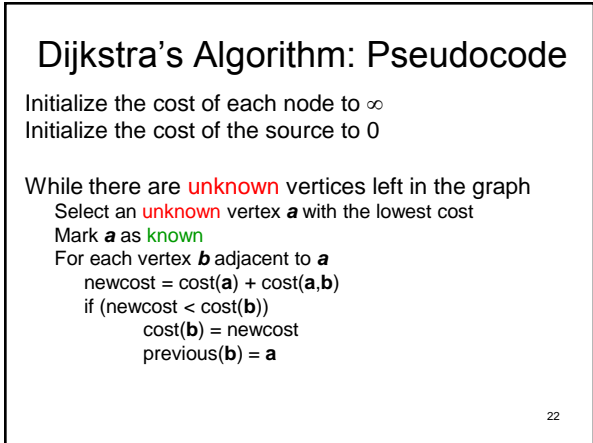 Dijkstra’s Algorithm: Pseudocode
Initialize the cost of each node to ∞
Initialize the cost of the source to 0
While there are unknown vertices left in the graph
Select an unknown vertex a with the lowest cost
Mark a as known
For each vertex b adjacent to a
newcost = cost(a) + cost(a,b)
if (newcost < cost(b))
cost(b) = newcost
previous(b) = a
22